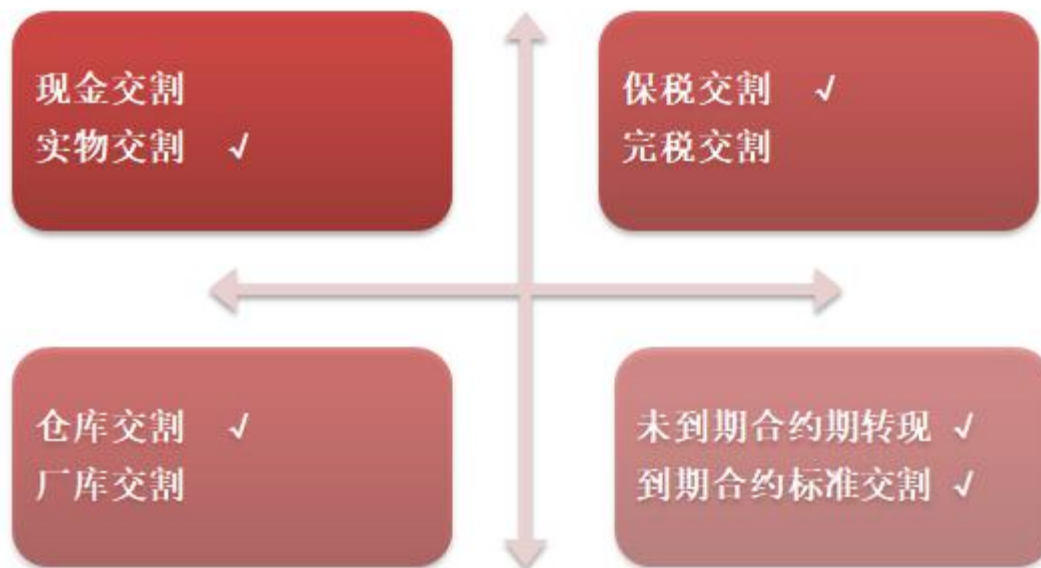 现金交割
实物交割 √
保税交割 √
完税交割
仓库交割 √
厂库交割
未到期合约期转现 √
到期合约标准交割 √